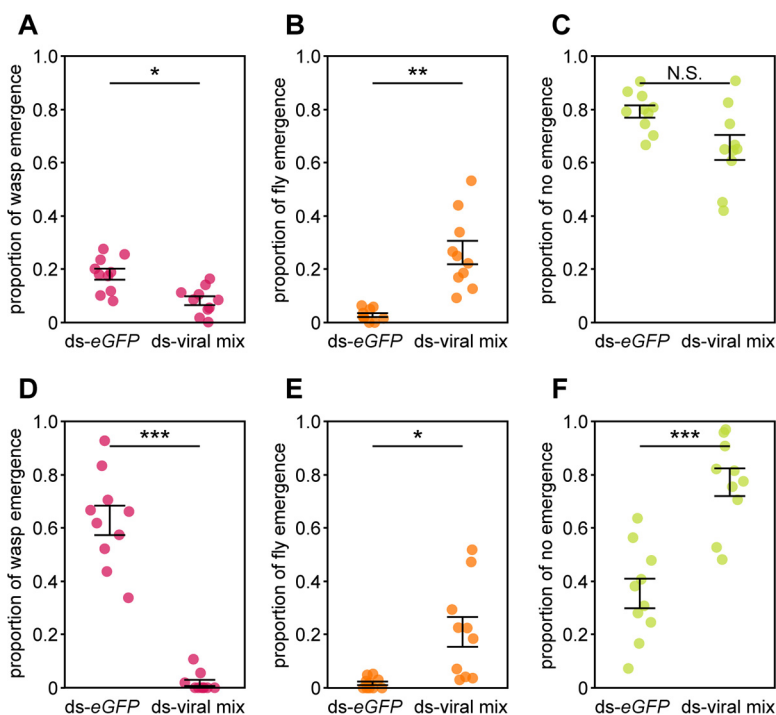 A
proportion of wasp emergence
1.0
0.8
0.6
0.4
0.2
0
*
ds-eGFP ds-viral mix
B
proportion of fly emergence
1.0
0.8
0.6
0.4
0.2
0
**
ds-eGFP ds-viral mix
C
proportion of no emergence
1.0
0.8
0.6
0.4
0.2
0
N.S.
ds-eGFP ds-viral mix
D
proportion of wasp emergence
1.0
0.8
0.6
0.4
0.2
0
***
ds-eGFP ds-viral mix
E
proportion of fly emergence
1.0
0.8
0.6
0.4
0.2
0
*
ds-eGFP ds-viral mix
F
proportion of no emergence
1.0
0.8
0.6
0.4
0.2
0
***
ds-eGFP ds-viral mix